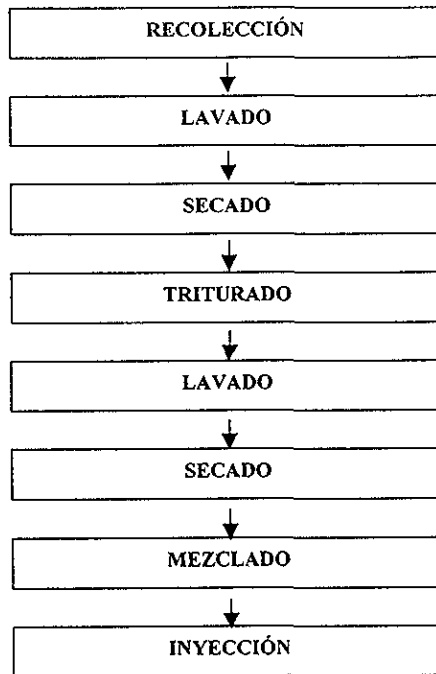 RECOLECCIÓN
LAVADO
SECADO
TRITURADO
LAVADO
SECADO
MEZCLADO
INYECCIÓN